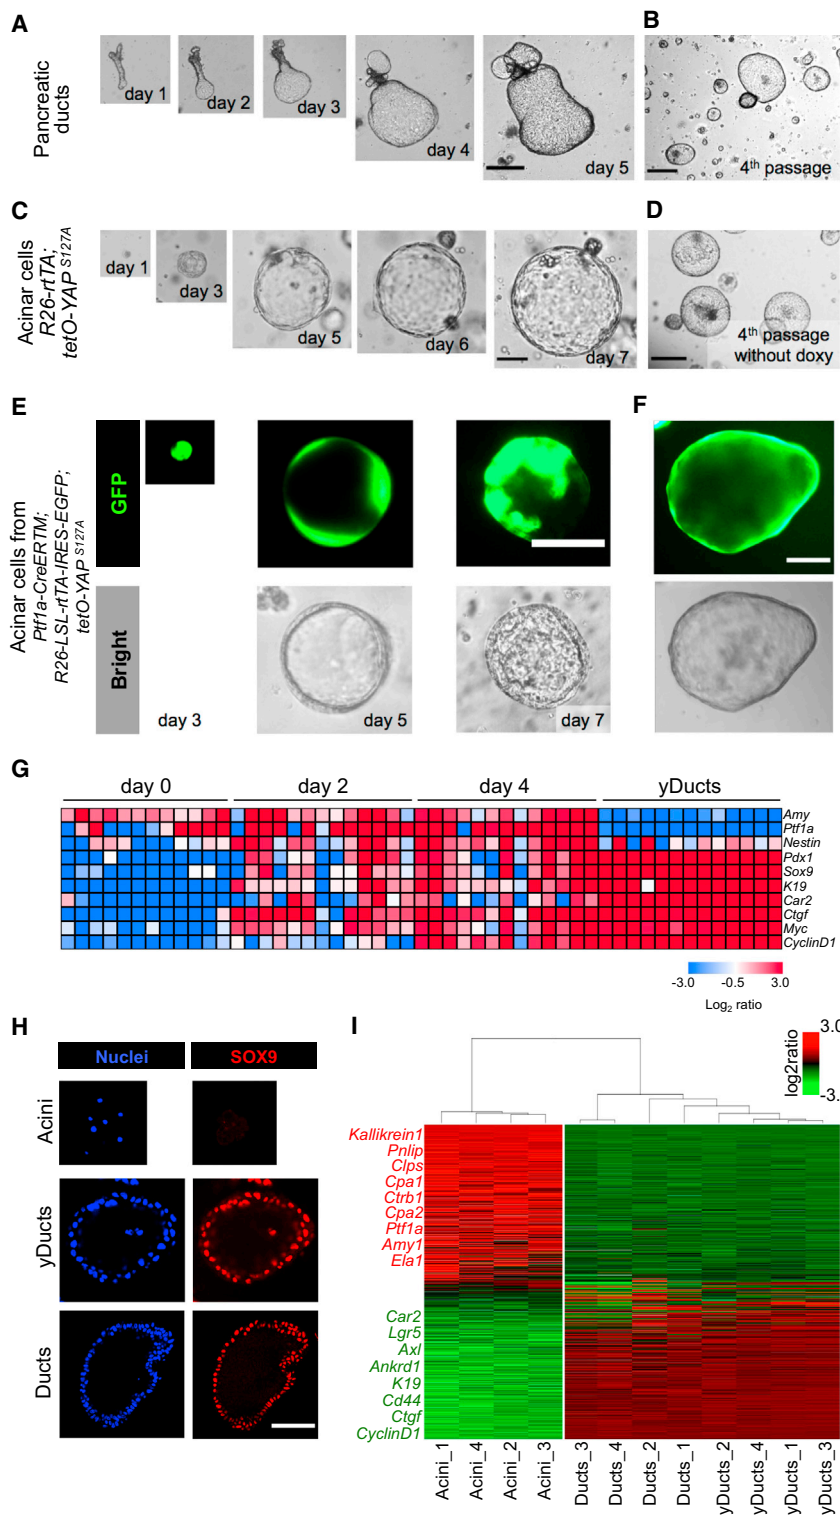 A
Pancreatic
ducts
day 1
day 2
day 3
day 4
day 5
B
4th passage
C
Acinar cells
R26-rtTA;
tetO-YAP S127A
day 1
day 3
day 5
day 6
day 7
D
4th passage
without doxy
E
Acinar cells from
Ptf1a-CreERTM;
R26-LSL-rtTA-IRES-EGFP;
tetO-YAP S127A
GFP
Bright
day 3
day 5
day 7
F
G
day 0
day 2
day 4
yDucts
Amy
Ptf1a
Nestin
Pdx1
Sox9
K19
Car2
Ctgf
Myc
CyclinD1
-3.0 -0.5 3.0
Log2 ratio
H
Nuclei
SOX9
Acini
yDucts
Ducts
I
log2ratio
3.0
-3.
Kallikrein1
Pnlip
Clps
Cpa1
Ctrb1
Cpa2
Ptf1a
Amy1
Ela1
Car2
Lgr5
Axl
Ankrd1
K19
Cd44
Ctgf
CyclinD1
Acini_1
Acini_4
Acini_2
Acini_3
Ducts_3
Ducts_4
Ducts_2
Ducts_1
yDucts_2
yDucts_4
yDucts_1
yDucts_3